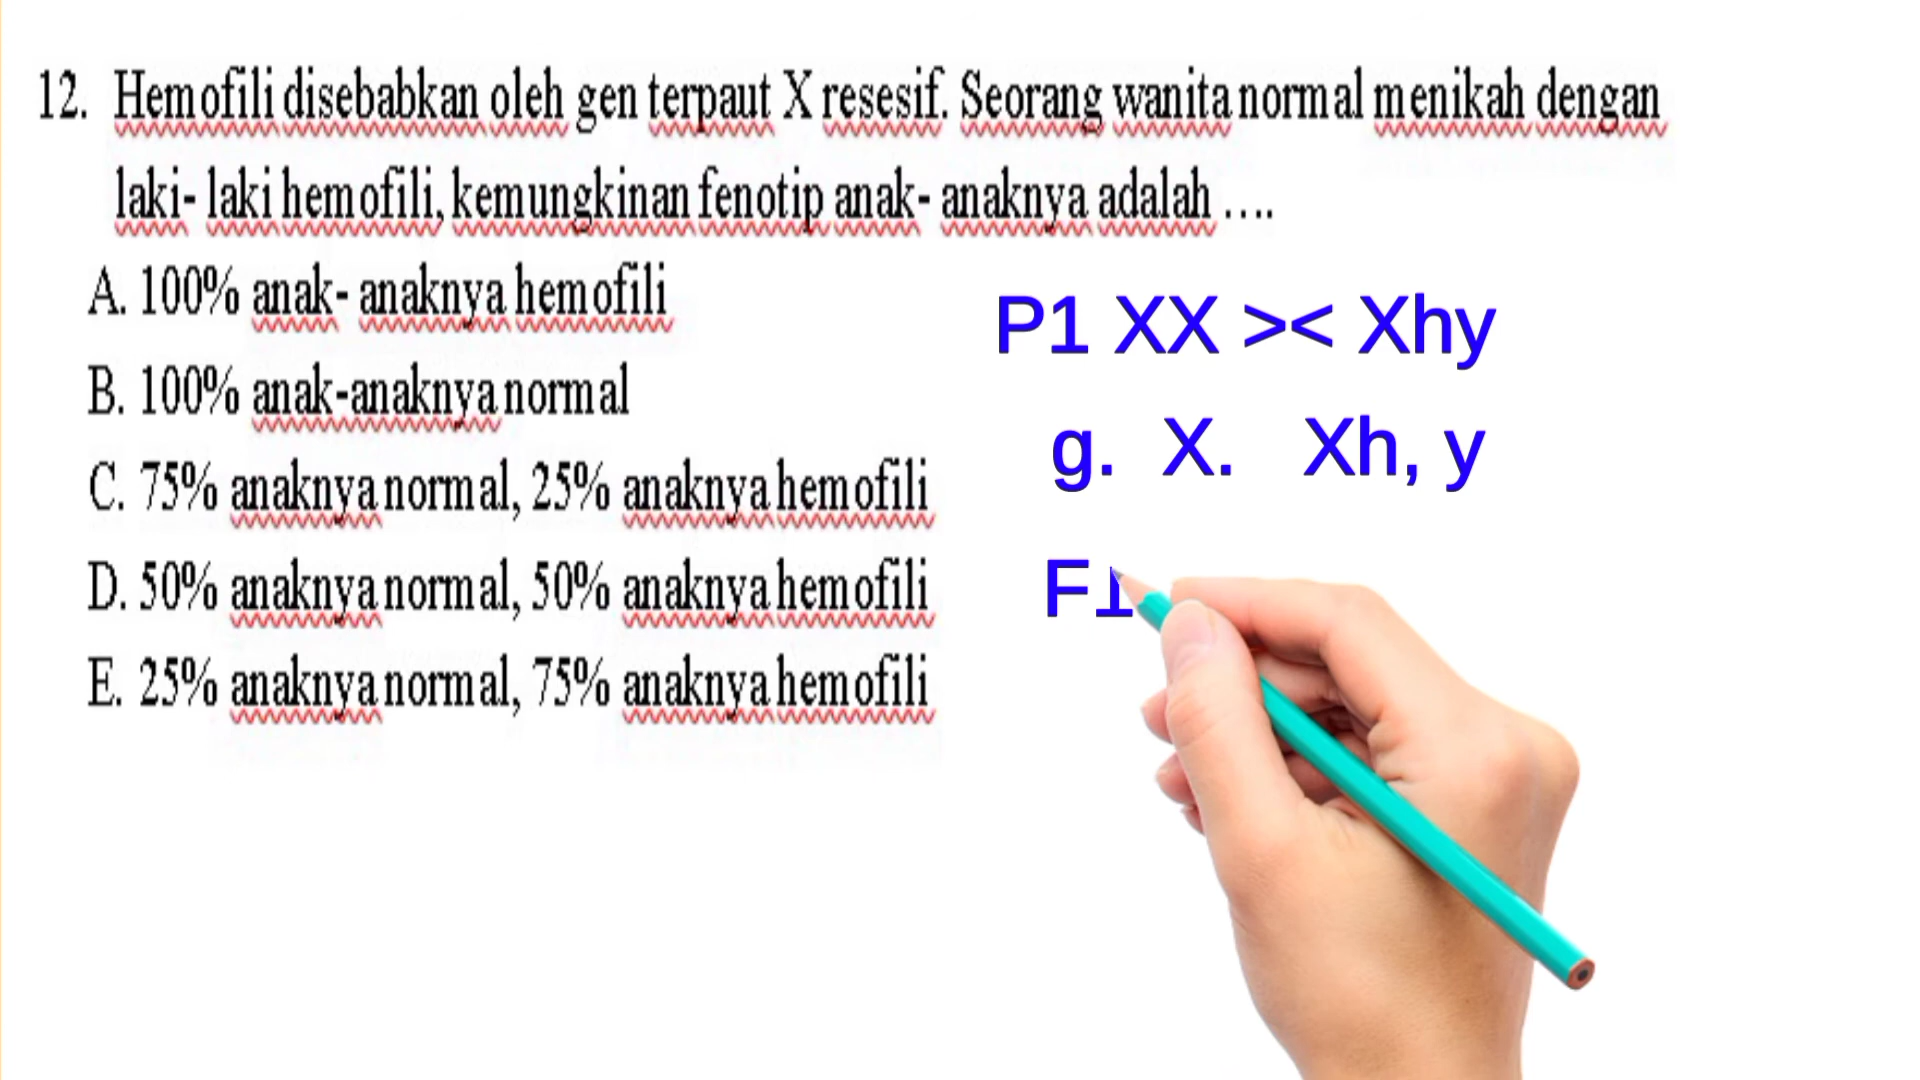 12. Hemofili disebabkan oleh gen terpaut X resesif. Seorang wanita normal menikah dengan
laki- laki hemofili, kemungkinan fenotip anak- anaknya adalah ....
A. 100% anak- anaknya hemofili
B. 100% anak-anaknya normal
C. 75% anaknya normal, 25% anaknya hemofili
D. 50% anaknya normal, 50% anaknya hemofili
E. 25% anaknya normal, 75% anaknya hemofili
P1 XX >< Xhy
g. X. Xh, y
F1